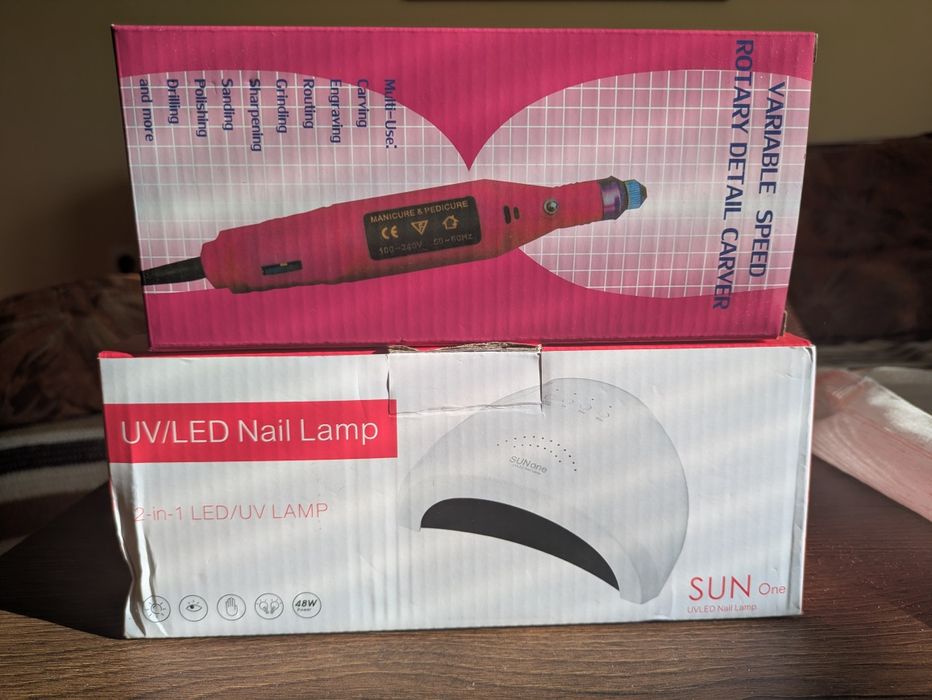 VARIABLE SPEED
ROTARY DETAIL CARVER
Multi-Use:
Carving
Engraving
Routing
Grinding
Sharpening
Sanding
Polishing
Drilling
and more
MANICURE & PEDICURE
CE
100~240V 50~60Hz
UV/LED Nail Lamp
2-in-1 LED/UV LAMP
SUNone
48W
Power
SUN One
UVLED Nail Lamp